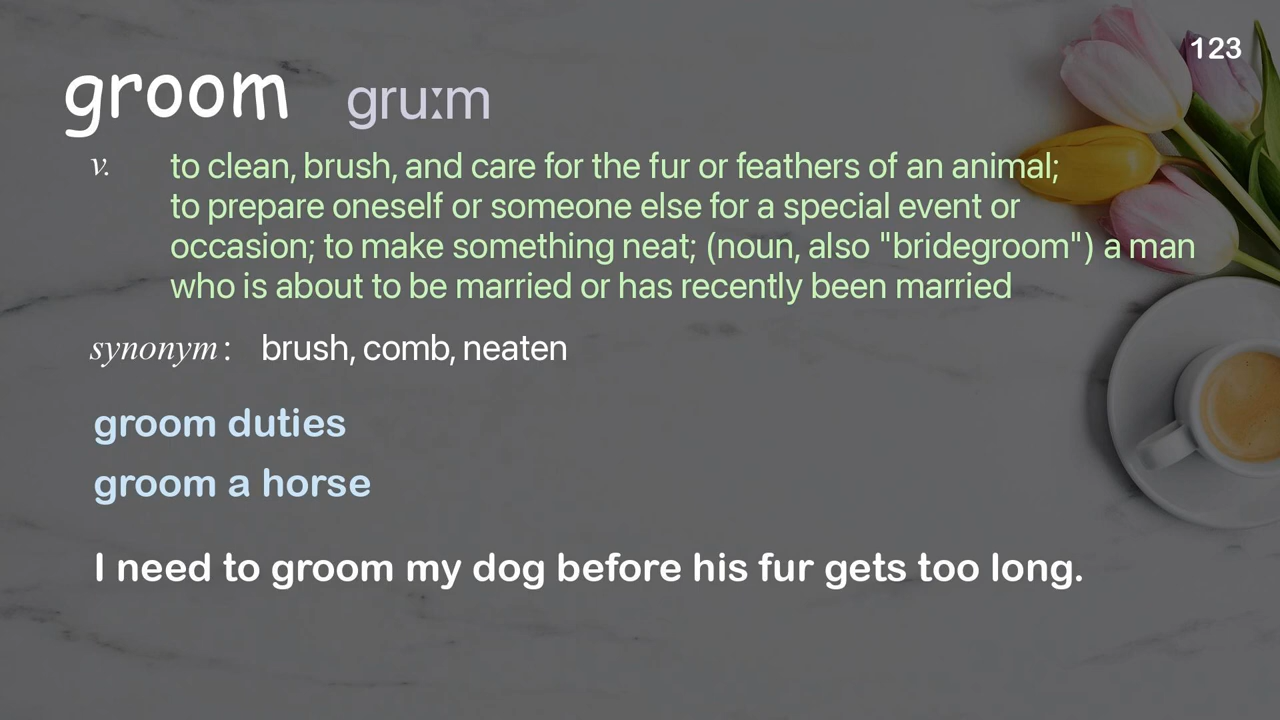 123
groom gruːm
v. to clean, brush, and care for the fur or feathers of an animal;
to prepare oneself or someone else for a special event or
occasion; to make something neat; (noun, also "bridegroom") a man
who is about to be married or has recently been married
synonym: brush, comb, neaten
groom duties
groom a horse
I need to groom my dog before his fur gets too long.